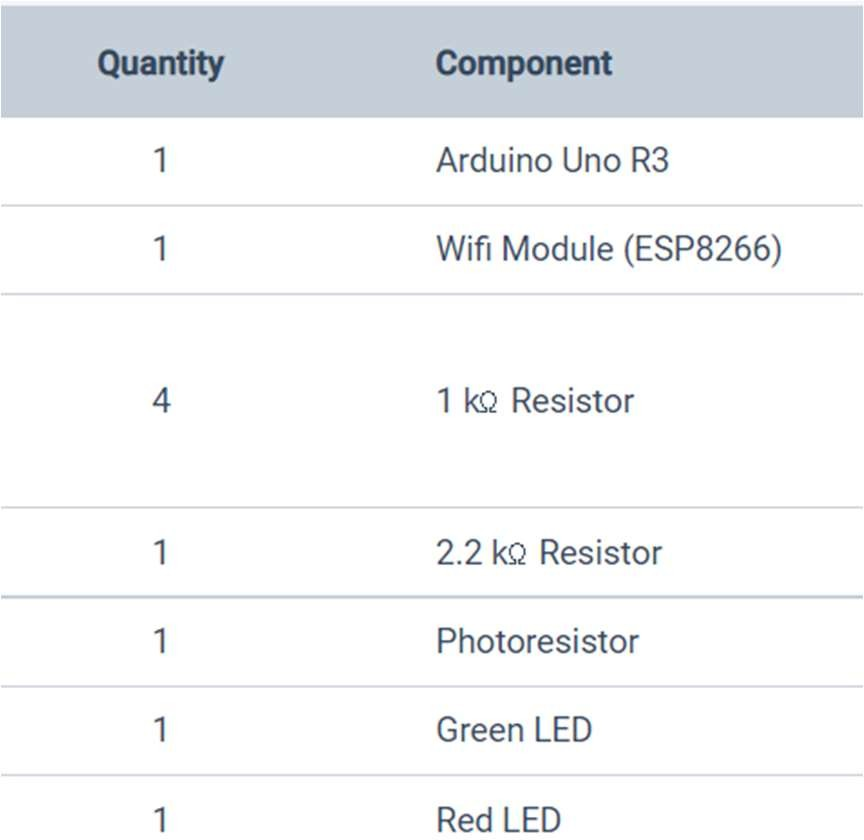 Quantity Component
1 Arduino Uno R3
1 Wifi Module (ESP8266)
4 1 kΩ Resistor
1 2.2 kΩ Resistor
1 Photoresistor
1 Green LED
1 Red LED